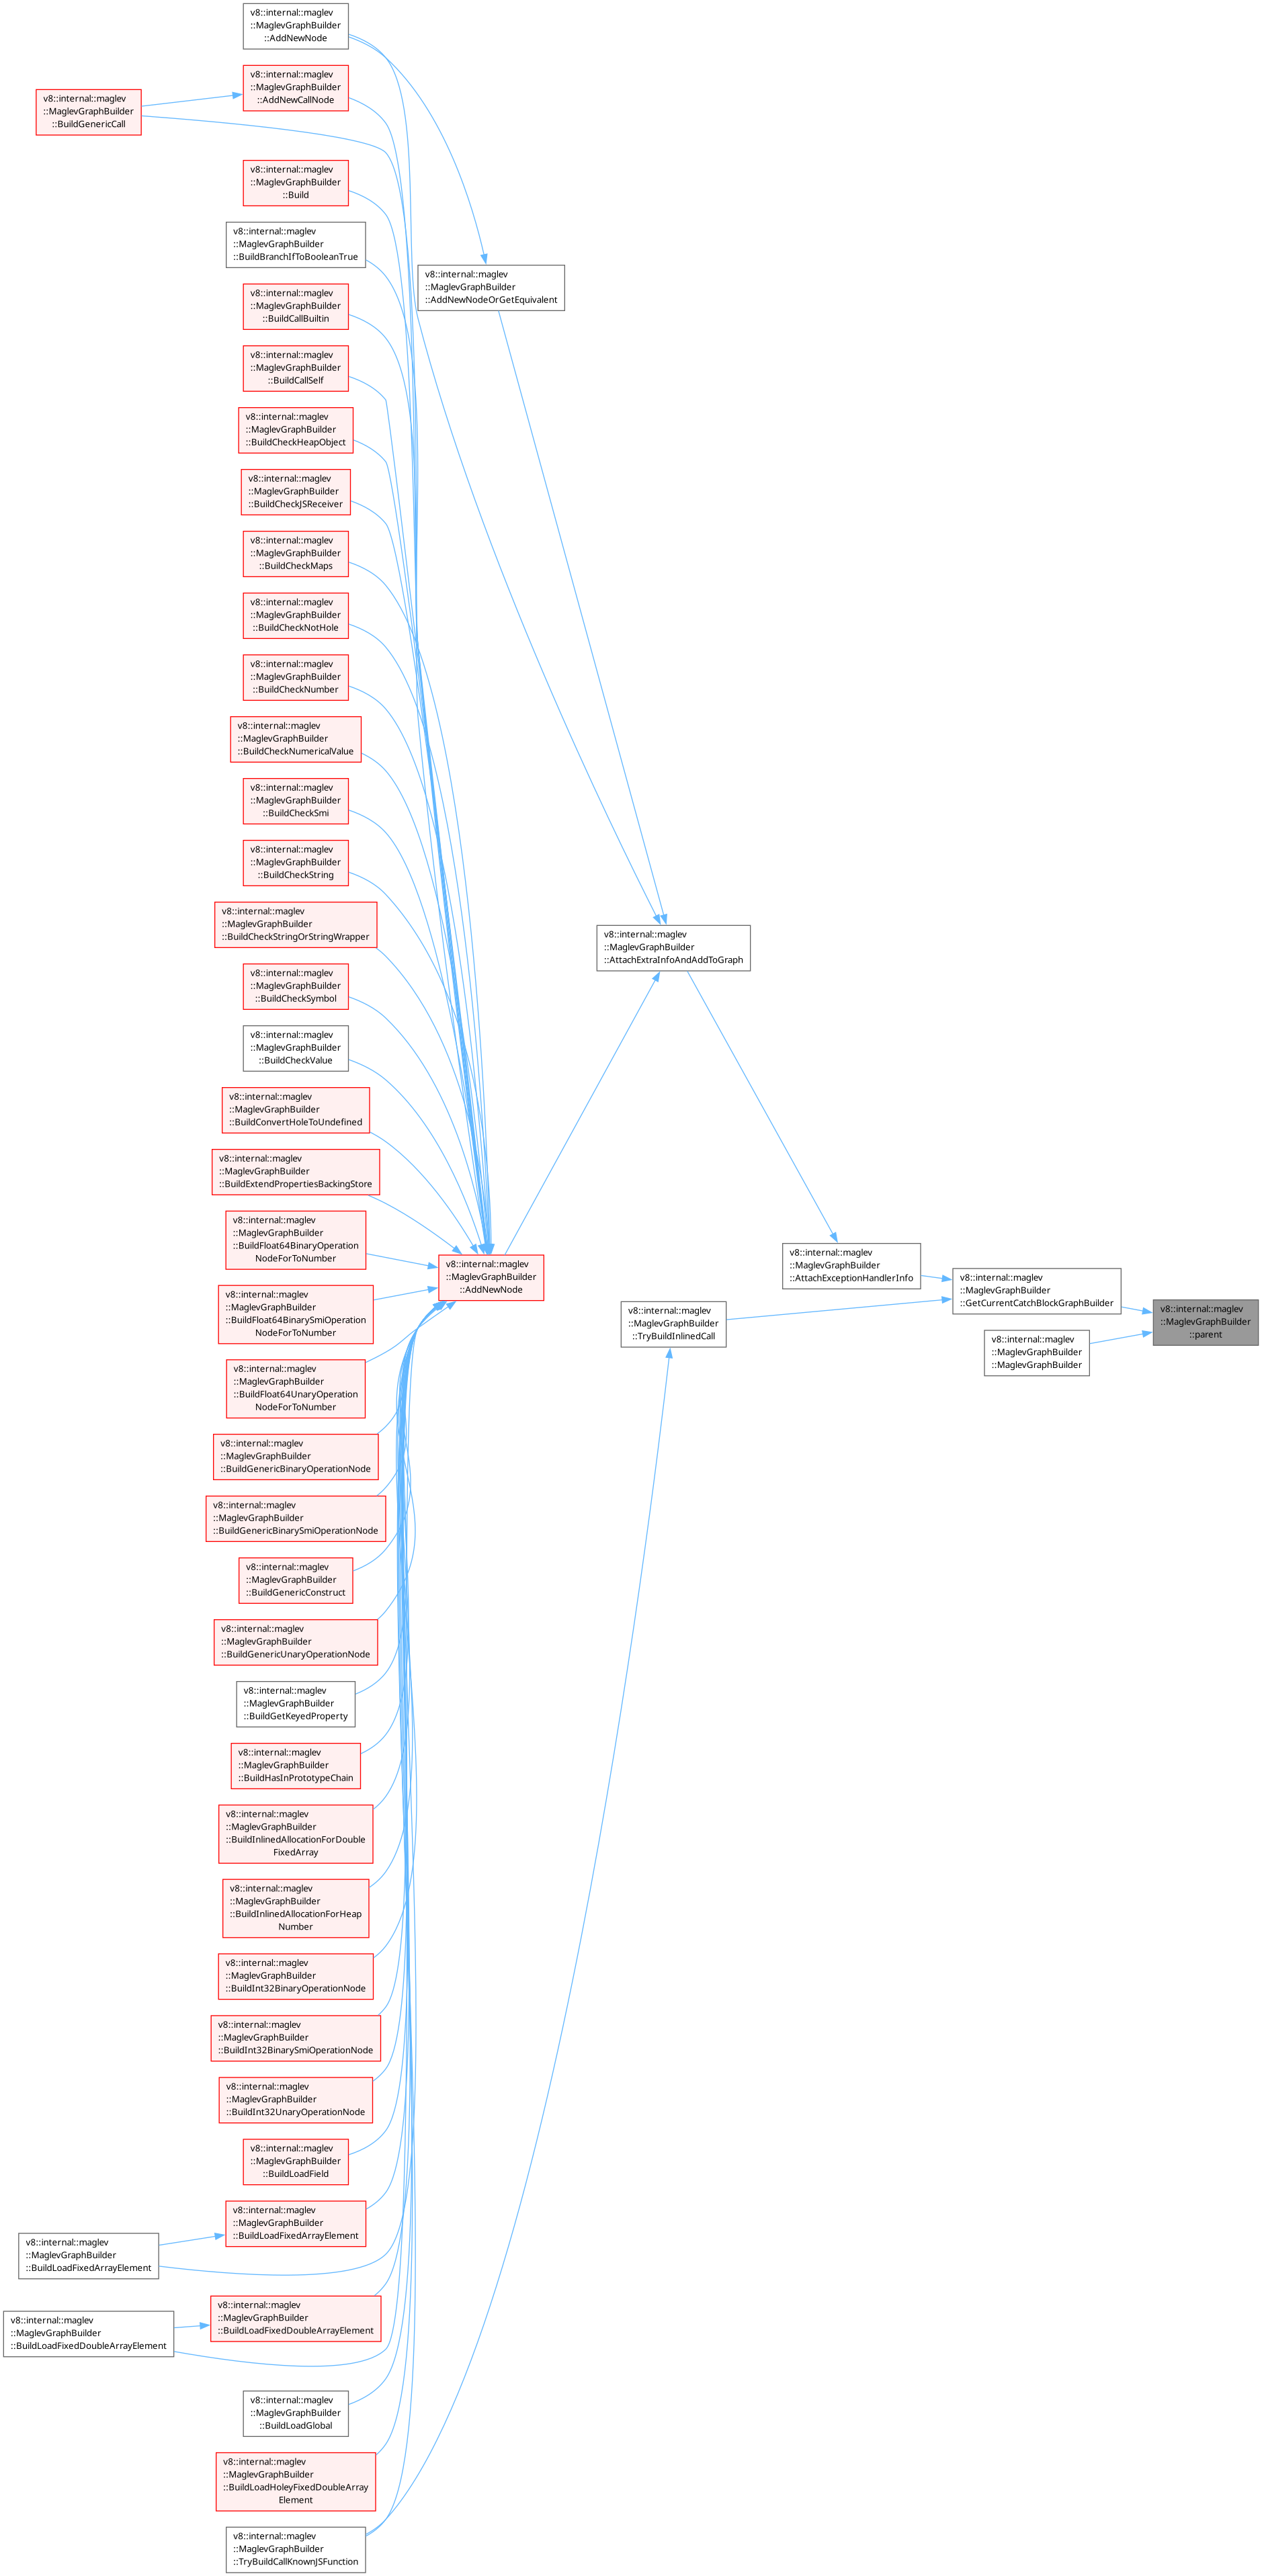 v8::internal::maglev
::MaglevGraphBuilder
::AddNewNode
v8::internal::maglev
::MaglevGraphBuilder
::AddNewCallNode
v8::internal::maglev
::MaglevGraphBuilder
::BuildGenericCall
v8::internal::maglev
::MaglevGraphBuilder
::Build
v8::internal::maglev
::MaglevGraphBuilder
::BuildBranchIfToBooleanTrue
v8::internal::maglev
::MaglevGraphBuilder
::AddNewNodeOrGetEquivalent
v8::internal::maglev
::MaglevGraphBuilder
::BuildCallBuiltin
v8::internal::maglev
::MaglevGraphBuilder
::BuildCallSelf
v8::internal::maglev
::MaglevGraphBuilder
::BuildCheckHeapObject
v8::internal::maglev
::MaglevGraphBuilder
::BuildCheckJSReceiver
v8::internal::maglev
::MaglevGraphBuilder
::BuildCheckMaps
v8::internal::maglev
::MaglevGraphBuilder
::BuildCheckNotHole
v8::internal::maglev
::MaglevGraphBuilder
::BuildCheckNumber
v8::internal::maglev
::MaglevGraphBuilder
::BuildCheckNumericalValue
v8::internal::maglev
::MaglevGraphBuilder
::BuildCheckSmi
v8::internal::maglev
::MaglevGraphBuilder
::BuildCheckString
v8::internal::maglev
::MaglevGraphBuilder
::BuildCheckStringOrStringWrapper
v8::internal::maglev
::MaglevGraphBuilder
::AttachExtraInfoAndAddToGraph
v8::internal::maglev
::MaglevGraphBuilder
::BuildCheckSymbol
v8::internal::maglev
::MaglevGraphBuilder
::BuildCheckValue
v8::internal::maglev
::MaglevGraphBuilder
::BuildConvertHoleToUndefined
v8::internal::maglev
::MaglevGraphBuilder
::BuildExtendPropertiesBackingStore
v8::internal::maglev
::MaglevGraphBuilder
::BuildFloat64BinaryOperation
NodeForToNumber
v8::internal::maglev
::MaglevGraphBuilder
::AddNewNode
v8::internal::maglev
::MaglevGraphBuilder
::AttachExceptionHandlerInfo
v8::internal::maglev
::MaglevGraphBuilder
::GetCurrentCatchBlockGraphBuilder
v8::internal::maglev
::MaglevGraphBuilder
::parent
v8::internal::maglev
::MaglevGraphBuilder
::BuildFloat64BinarySmiOperation
NodeForToNumber
v8::internal::maglev
::MaglevGraphBuilder
::TryBuildInlinedCall
v8::internal::maglev
::MaglevGraphBuilder
::MaglevGraphBuilder
v8::internal::maglev
::MaglevGraphBuilder
::BuildFloat64UnaryOperation
NodeForToNumber
v8::internal::maglev
::MaglevGraphBuilder
::BuildGenericBinaryOperationNode
v8::internal::maglev
::MaglevGraphBuilder
::BuildGenericBinarySmiOperationNode
v8::internal::maglev
::MaglevGraphBuilder
::BuildGenericConstruct
v8::internal::maglev
::MaglevGraphBuilder
::BuildGenericUnaryOperationNode
v8::internal::maglev
::MaglevGraphBuilder
::BuildGetKeyedProperty
v8::internal::maglev
::MaglevGraphBuilder
::BuildHasInPrototypeChain
v8::internal::maglev
::MaglevGraphBuilder
::BuildInlinedAllocationForDouble
FixedArray
v8::internal::maglev
::MaglevGraphBuilder
::BuildInlinedAllocationForHeap
Number
v8::internal::maglev
::MaglevGraphBuilder
::BuildInt32BinaryOperationNode
v8::internal::maglev
::MaglevGraphBuilder
::BuildInt32BinarySmiOperationNode
v8::internal::maglev
::MaglevGraphBuilder
::BuildInt32UnaryOperationNode
v8::internal::maglev
::MaglevGraphBuilder
::BuildLoadField
v8::internal::maglev
::MaglevGraphBuilder
::BuildLoadFixedArrayElement
v8::internal::maglev
::MaglevGraphBuilder
::BuildLoadFixedArrayElement
v8::internal::maglev
::MaglevGraphBuilder
::BuildLoadFixedDoubleArrayElement
v8::internal::maglev
::MaglevGraphBuilder
::BuildLoadFixedDoubleArrayElement
v8::internal::maglev
::MaglevGraphBuilder
::BuildLoadGlobal
v8::internal::maglev
::MaglevGraphBuilder
::BuildLoadHoleyFixedDoubleArray
Element
v8::internal::maglev
::MaglevGraphBuilder
::TryBuildCallKnownJSFunction